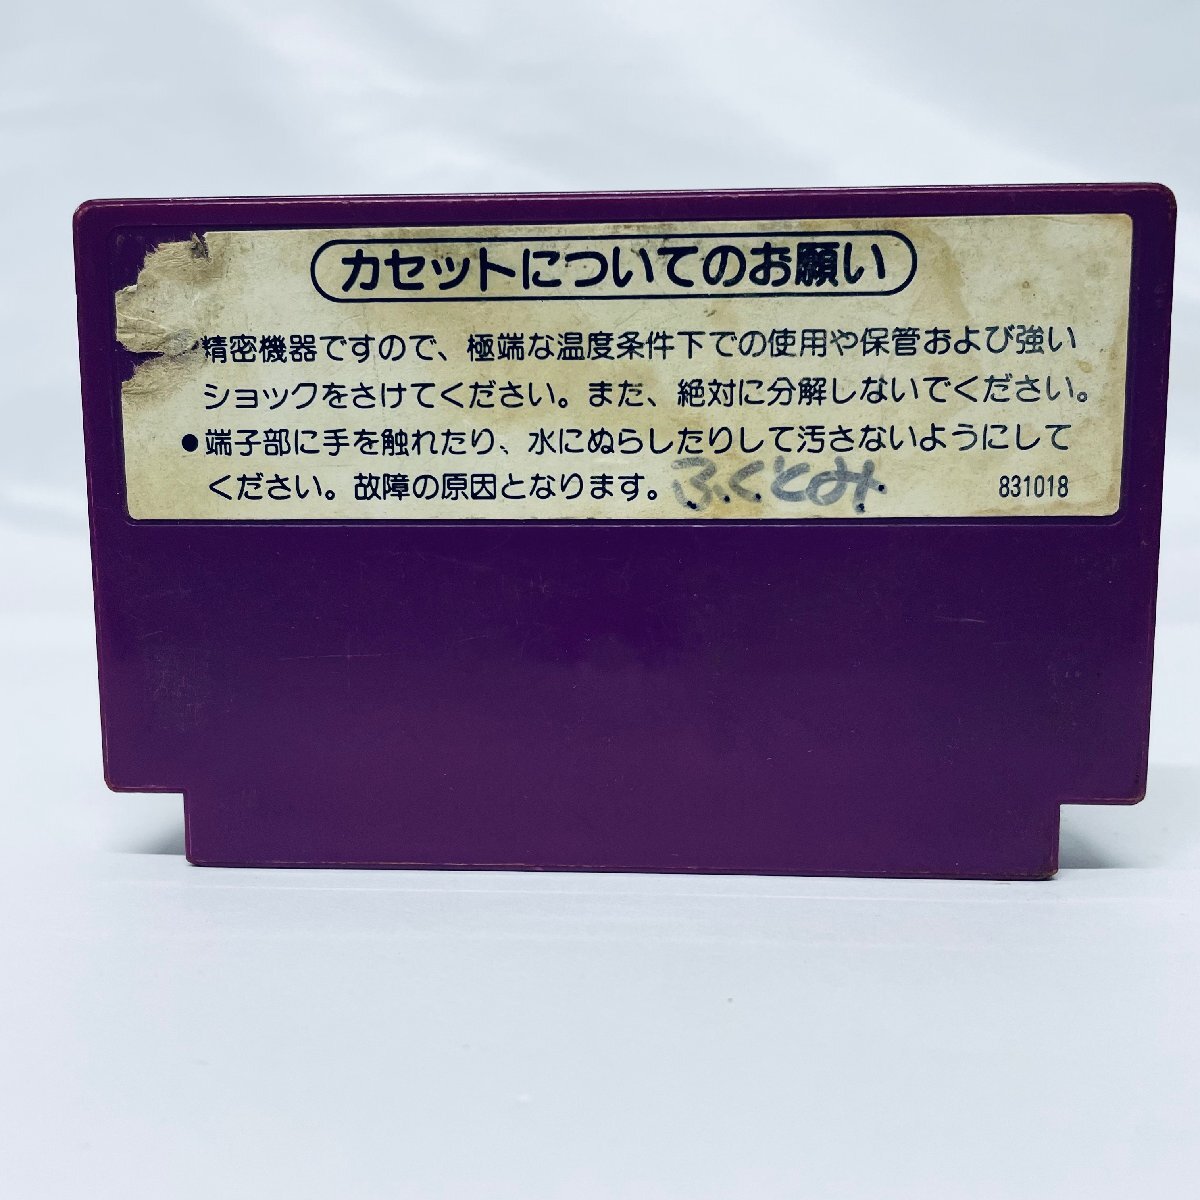 カセットについてのお願い
精密機器ですので、極端な温度条件下での使用や保管および強い
ショックをさけてください。また、絶対に分解しないでください。
●端子部に手を触れたり、水にぬらしたりして汚さないようにして
ください。故障の原因となります。 ふくとみ 831018